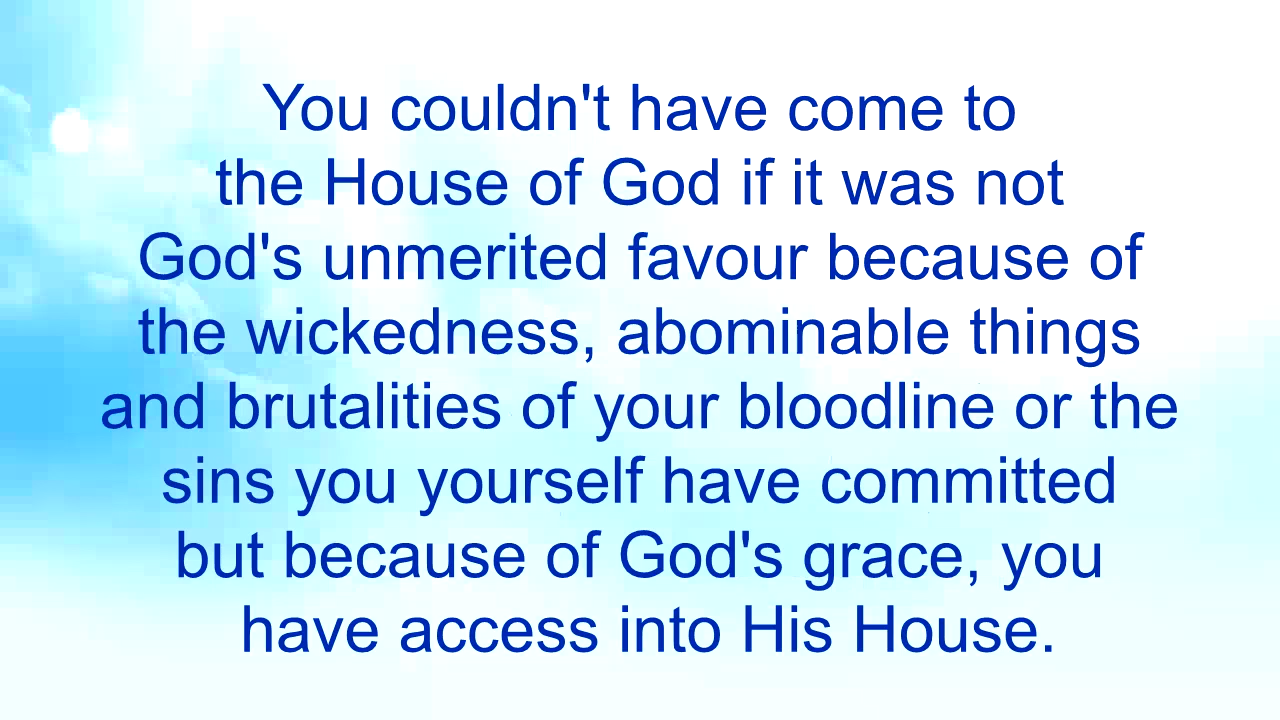 You couldn't have come to
the House of God if it was not
God's unmerited favour because of
the wickedness, abominable things
and brutalities of your bloodline or the
sins you yourself have committed
but because of God's grace, you
have access into His House.